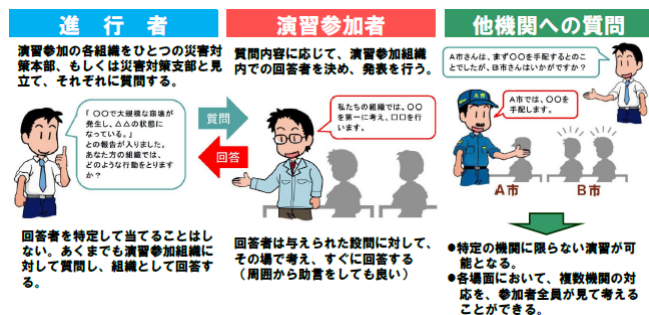 進 行 者
演習参加の各組織をひとつの災害対
策本部、もしくは災害対策支部と見
立て、それぞれに質問する。
「 〇〇で大規模な崩壊が
発生し、△△の状態に
なっている。」
との報告が入りました。
あなた方の組織では、
どのような行動をとります
か？
回答者を特定して当てることはし
ない。あくまでも演習参加組織に
対して質問し、組織として回答す
る。
質問
回答
演習参加者
質問内容に応じて、演習参加組織
内での回答者を決め、発表を行う。
私たちの組織では、〇〇
を第一に考え、□□を行
います。
回答者は与えられた設問に対して、
その場で考え、すぐに回答する
（周囲から助言をしても良い）
他機関への質問
A市さんは、まず〇〇を手配するとのこ
とでしたが、B市さんはいかがですか？
A市では、〇〇を
手配します。
A市
B市
●特定の機関に限らない演習が可
能となる。
●各場面において、複数機関の対
応を、参加者全員が見て考える
ことができる。